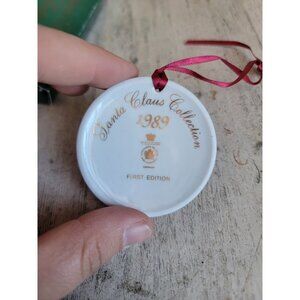 Santa Claus Collection
1989
FIRST EDITION